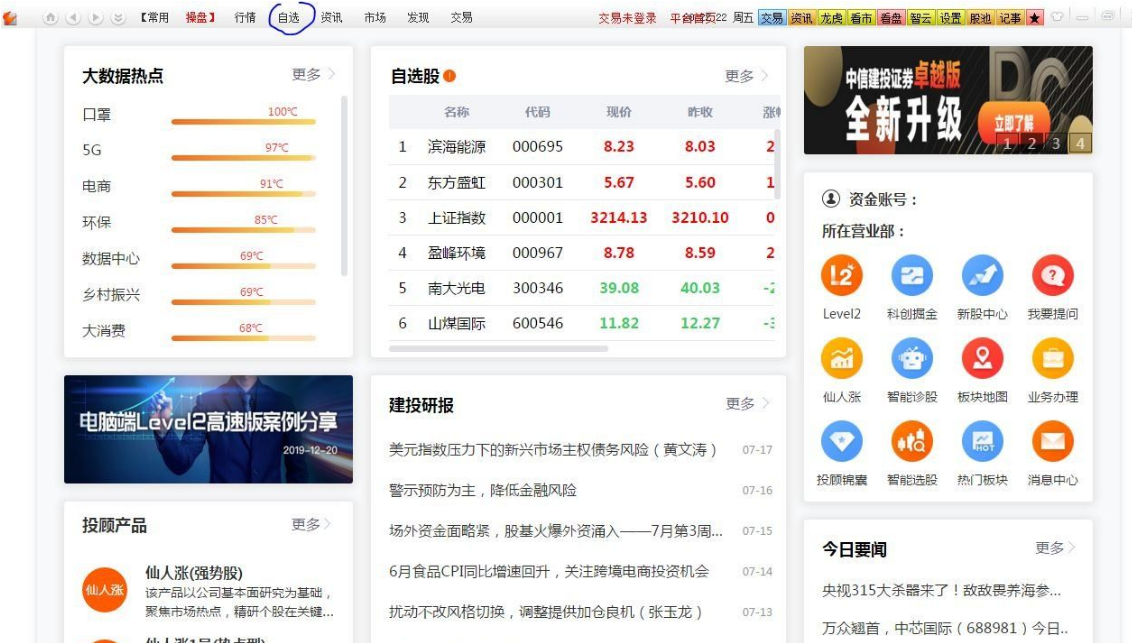 【常用 操盘】 行情 自选 资讯 市场 发现 交易 交易未登录 平台首页 22 周五 交易 资讯 龙虎 看市 看盘 智云 设置 股池 记事
大数据热点 更多
口罩 100℃
5G 97℃
电商 91℃
环保 85℃
数据中心 69℃
乡村振兴 69℃
大消费 68℃
电脑端Level2高速版案例分享
2019-12-20
投顾产品 更多
仙人涨
仙人涨(强势股)
该产品以公司基本面研究为基础，
聚焦市场热点，精研个股在关键...
自选股 更多
名称 代码 现价 昨收
1 滨海能源 000695 8.23 8.03 2
2 东方盛虹 000301 5.67 5.60 1
3 上证指数 000001 3214.13 3210.10 0
4 盈峰环境 000967 8.78 8.59 2
5 南大光电 300346 39.08 40.03 -2
6 山煤国际 600546 11.82 12.27 -3
建投研报 更多
美元指数压力下的新兴市场主权债务风险（黄文涛） 07-17
警示预防为主，降低金融风险 07-16
场外资金面略紧，股基火爆外资涌入——7月第3周... 07-15
6月食品CPI同比增速回升，关注跨境电商投资机会 07-14
扰动不改风格切换，调整提供加仓良机（张玉龙） 07-13
中信建投证券卓越版
全新升级
立即了解
1 2 3 4
资金账号：
所在营业部：
L2
Level2 科创掘金 新股中心 我要提问
仙人涨 智能诊股 板块地图 业务办理
HOT
投顾锦囊 智能选股 热门板块 消息中心
今日要闻 更多
央视315大杀器来了！敌敌畏养海参...
万众翘首，中芯国际（688981）今日..